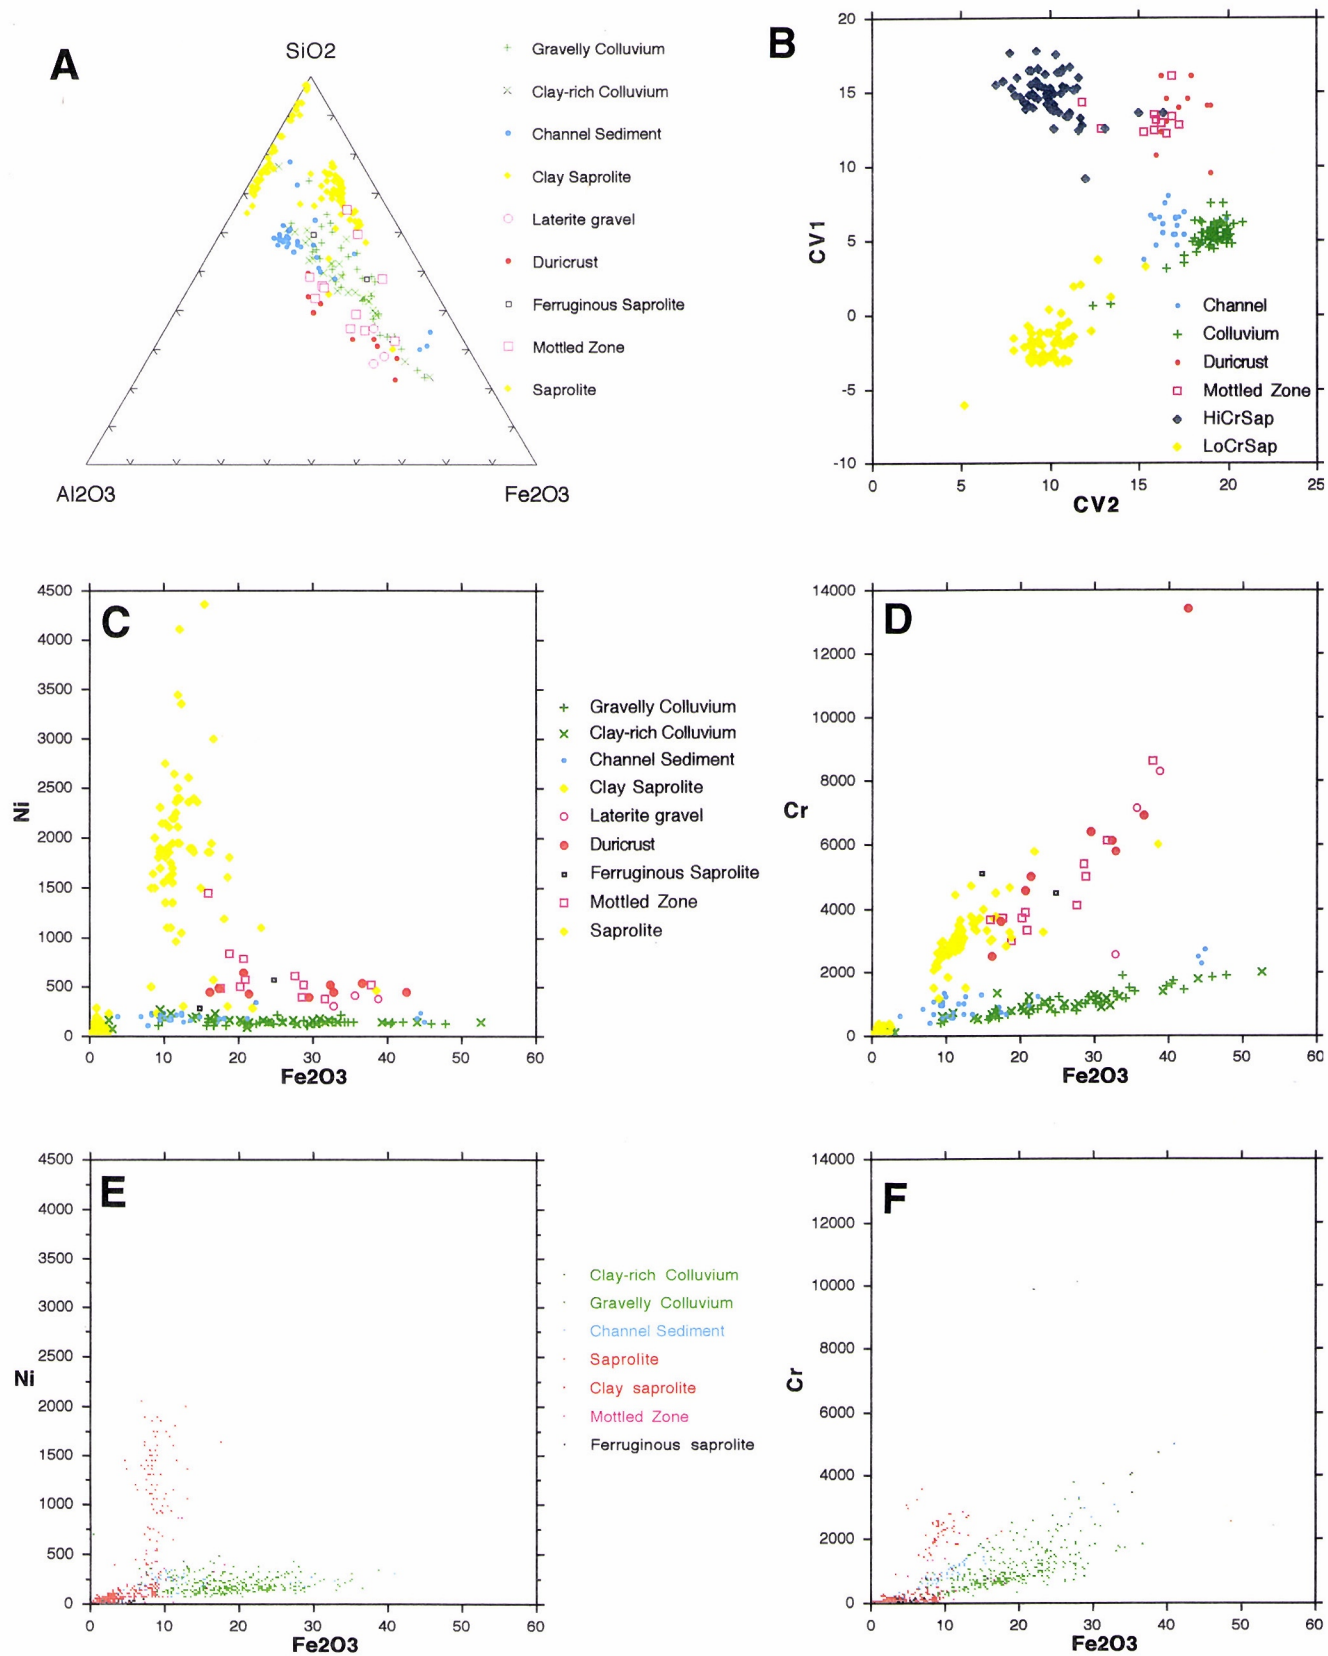 A
SiO2
Al2O3
Fe2O3
Gravelly Colluvium
Clay-rich Colluvium
Channel Sediment
Clay Saprolite
Laterite gravel
Duricrust
Ferruginous Saprolite
Mottled Zone
Saprolite
B
20
15
10
5
0
-5
-10
CV1
0
5
10
15
20
25
CV2
Channel
Colluvium
Duricrust
Mottled Zone
HiCrSap
LoCrSap
C
4500
4000
3500
3000
2500
2000
1500
1000
500
0
Ni
0
10
20
30
40
50
60
Fe2O3
Gravelly Colluvium
Clay-rich Colluvium
Channel Sediment
Clay Saprolite
Laterite gravel
Duricrust
Ferruginous Saprolite
Mottled Zone
Saprolite
D
14000
12000
10000
8000
6000
4000
2000
0
Cr
0
10
20
30
40
50
60
Fe2O3
E
4500
4000
3500
3000
2500
2000
1500
1000
500
0
Ni
0
10
20
30
40
50
60
Fe2O3
Clay-rich Colluvium
Gravelly Colluvium
Channel Sediment
Saprolite
Clay saprolite
Mottled Zone
Ferruginous saprolite
F
14000
12000
10000
8000
6000
4000
2000
0
Cr
0
10
20
30
40
50
60
Fe2O3